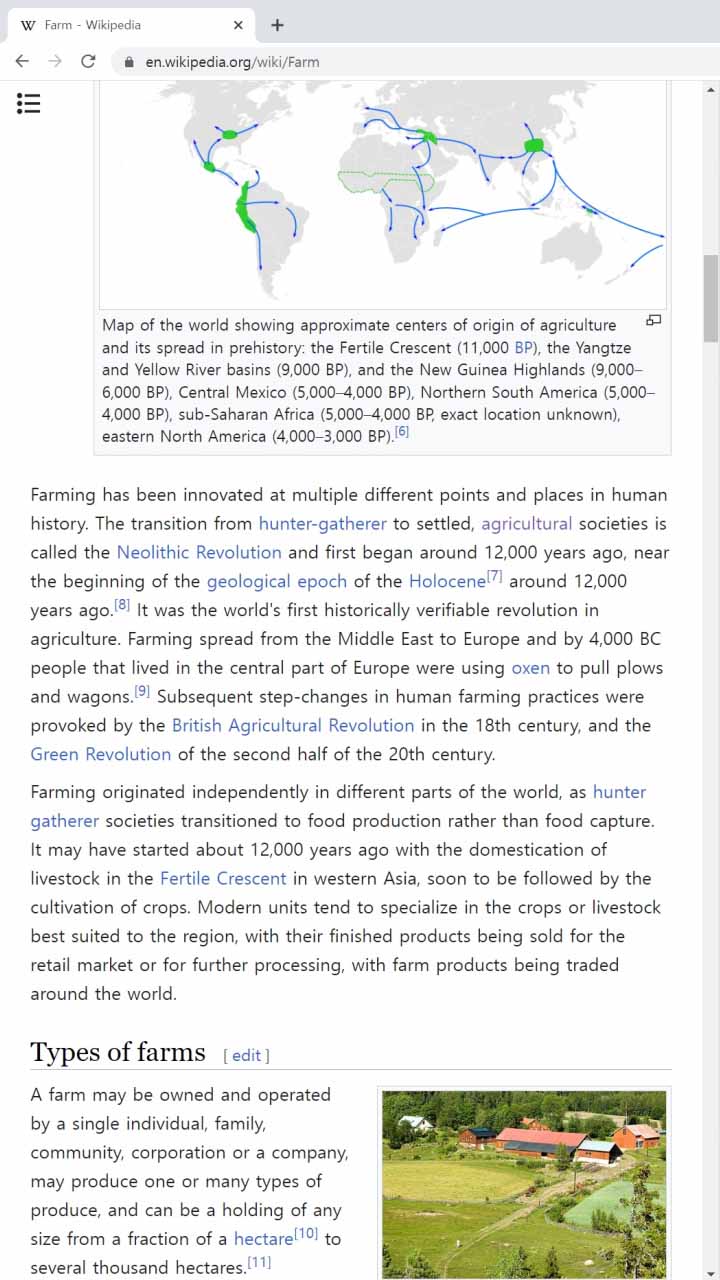 Farm - Wikipedia
en.wikipedia.org/wiki/Farm
Map of the world showing approximate centers of origin of agriculture
and its spread in prehistory: the Fertile Crescent (11,000 BP), the Yangtze
and Yellow River basins (9,000 BP), and the New Guinea Highlands (9,000–
6,000 BP), Central Mexico (5,000–4,000 BP), Northern South America (5,000–
4,000 BP), sub-Saharan Africa (5,000–4,000 BP, exact location unknown),
eastern North America (4,000–3,000 BP).[6]
Farming has been innovated at multiple different points and places in human
history. The transition from hunter-gatherer to settled, agricultural societies is
called the Neolithic Revolution and first began around 12,000 years ago, near
the beginning of the geological epoch of the Holocene[7] around 12,000
years ago.[8] It was the world's first historically verifiable revolution in
agriculture. Farming spread from the Middle East to Europe and by 4,000 BC
people that lived in the central part of Europe were using oxen to pull plows
and wagons.[9] Subsequent step-changes in human farming practices were
provoked by the British Agricultural Revolution in the 18th century, and the
Green Revolution of the second half of the 20th century.
Farming originated independently in different parts of the world, as hunter
gatherer societies transitioned to food production rather than food capture.
It may have started about 12,000 years ago with the domestication of
livestock in the Fertile Crescent in western Asia, soon to be followed by the
cultivation of crops. Modern units tend to specialize in the crops or livestock
best suited to the region, with their finished products being sold for the
retail market or for further processing, with farm products being traded
around the world.
Types of farms [ edit ]
A farm may be owned and operated
by a single individual, family,
community, corporation or a company,
may produce one or many types of
produce, and can be a holding of any
size from a fraction of a hectare[10] to
several thousand hectares.[11]